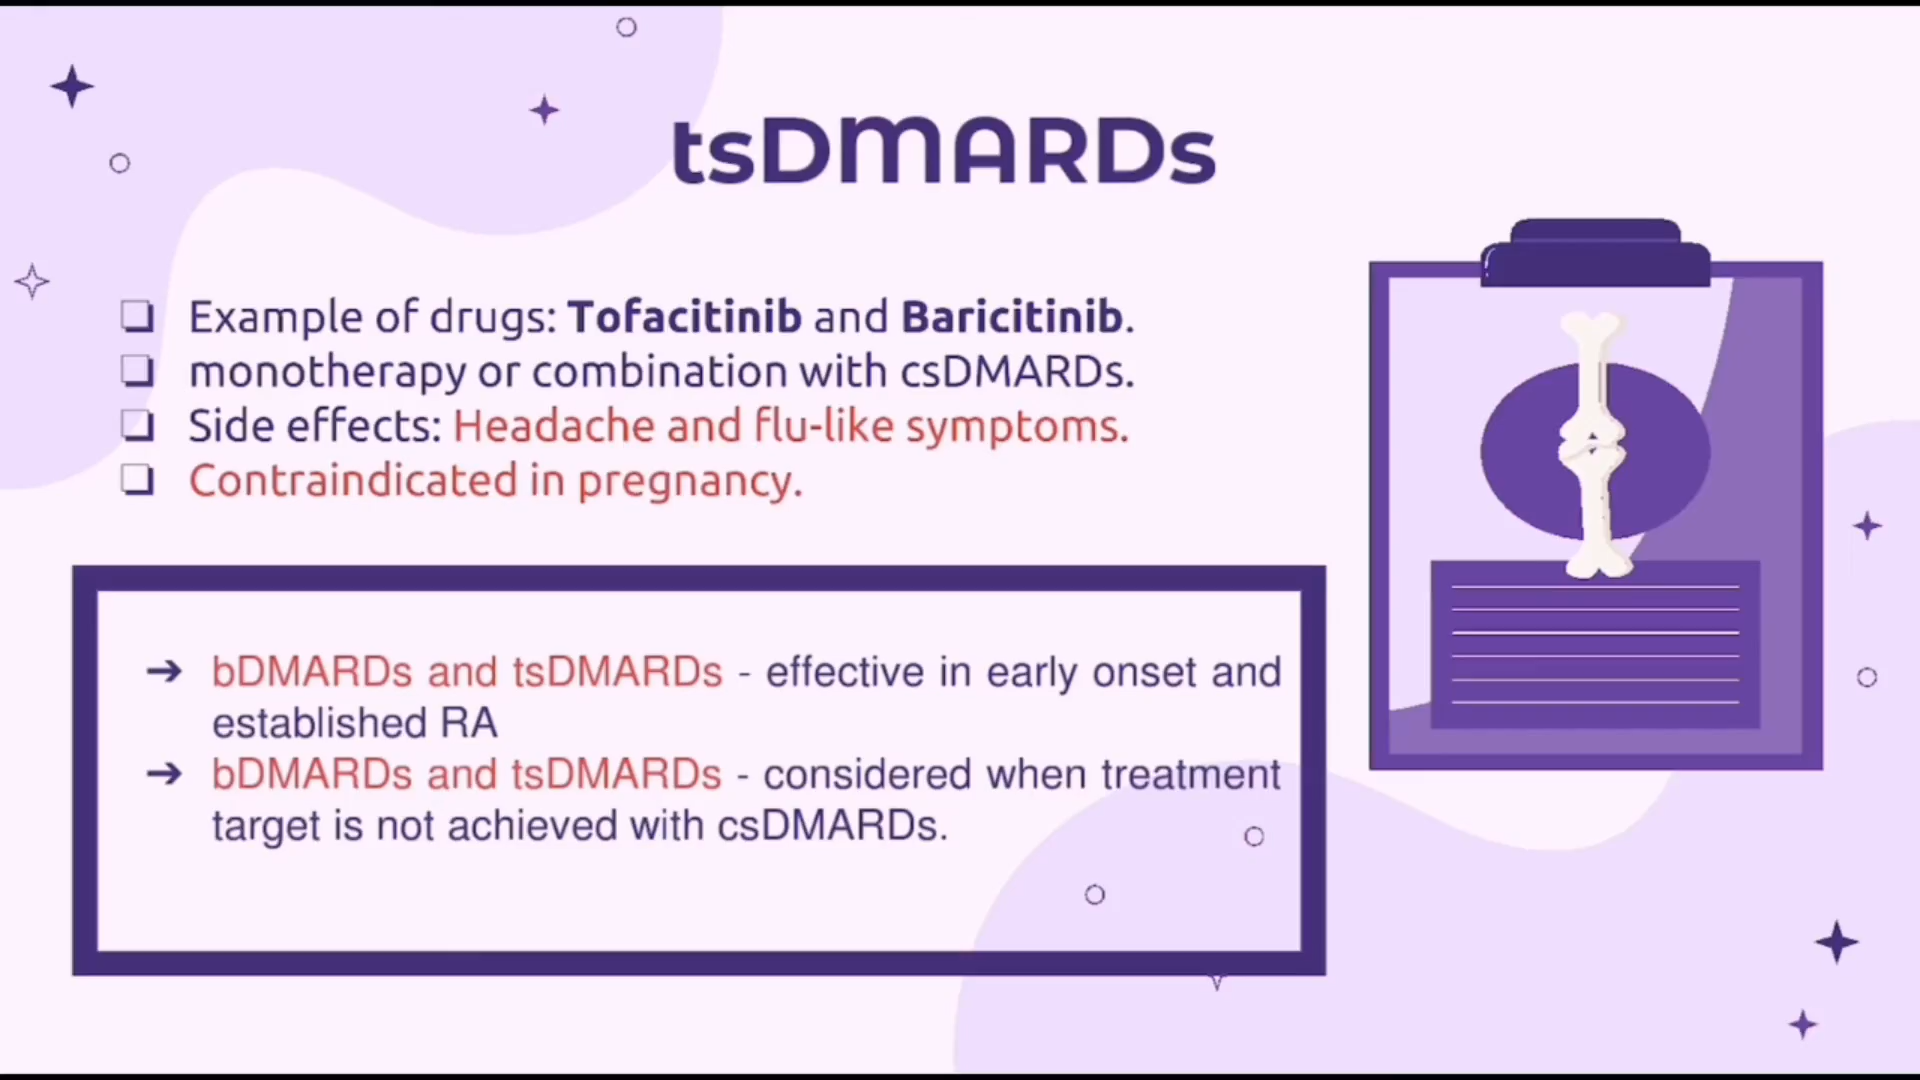 tsDMARDs
❏ Example of drugs: Tofacitinib and Baricitinib.
❏ monotherapy or combination with csDMARDs.
❏ Side effects: Headache and flu-like symptoms.
❏ Contraindicated in pregnancy.
➔ bDMARDs and tsDMARDs - effective in early onset and
established RA
➔ bDMARDs and tsDMARDs - considered when treatment
target is not achieved with csDMARDs.